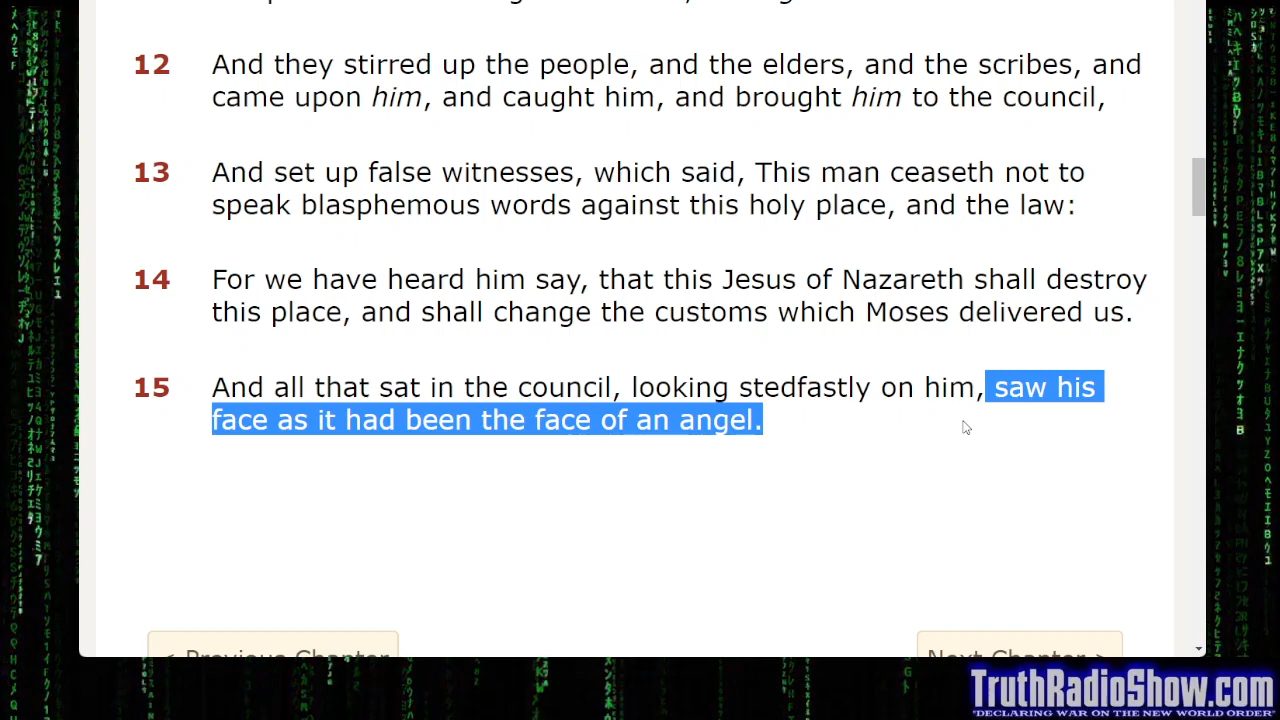 12 And they stirred up the people, and the elders, and the scribes, and
came upon him, and caught him, and brought him to the council,
13 And set up false witnesses, which said, This man ceaseth not to
speak blasphemous words against this holy place, and the law:
14 For we have heard him say, that this Jesus of Nazareth shall destroy
this place, and shall change the customs which Moses delivered us.
15 And all that sat in the council, looking stedfastly on him, saw his
face as it had been the face of an angel.
< Previous Chapter
Next Chapter >
TruthRadioShow.com
"DECLARING WAR ON THE NEW WORLD ORDER"